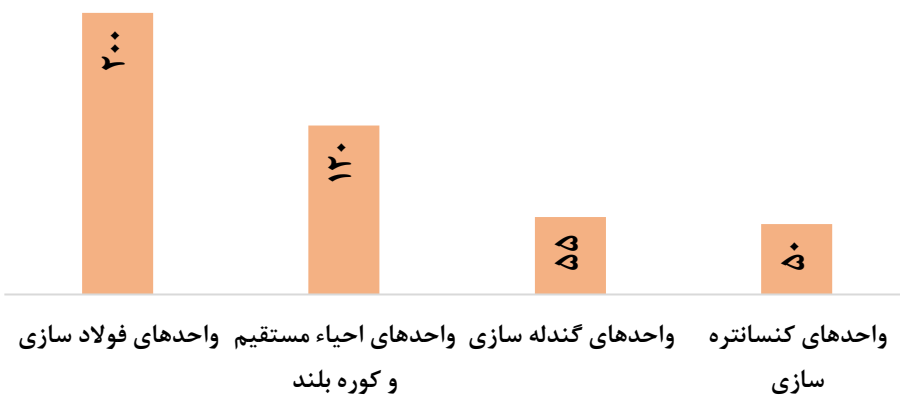 ۲۰۰
۱۲۰
۵۵
۵۰
واحدهای کنسانتره سازی
واحدهای گندله سازی
واحدهای احیاء مستقیم و کوره بلند
واحدهای فولاد سازی